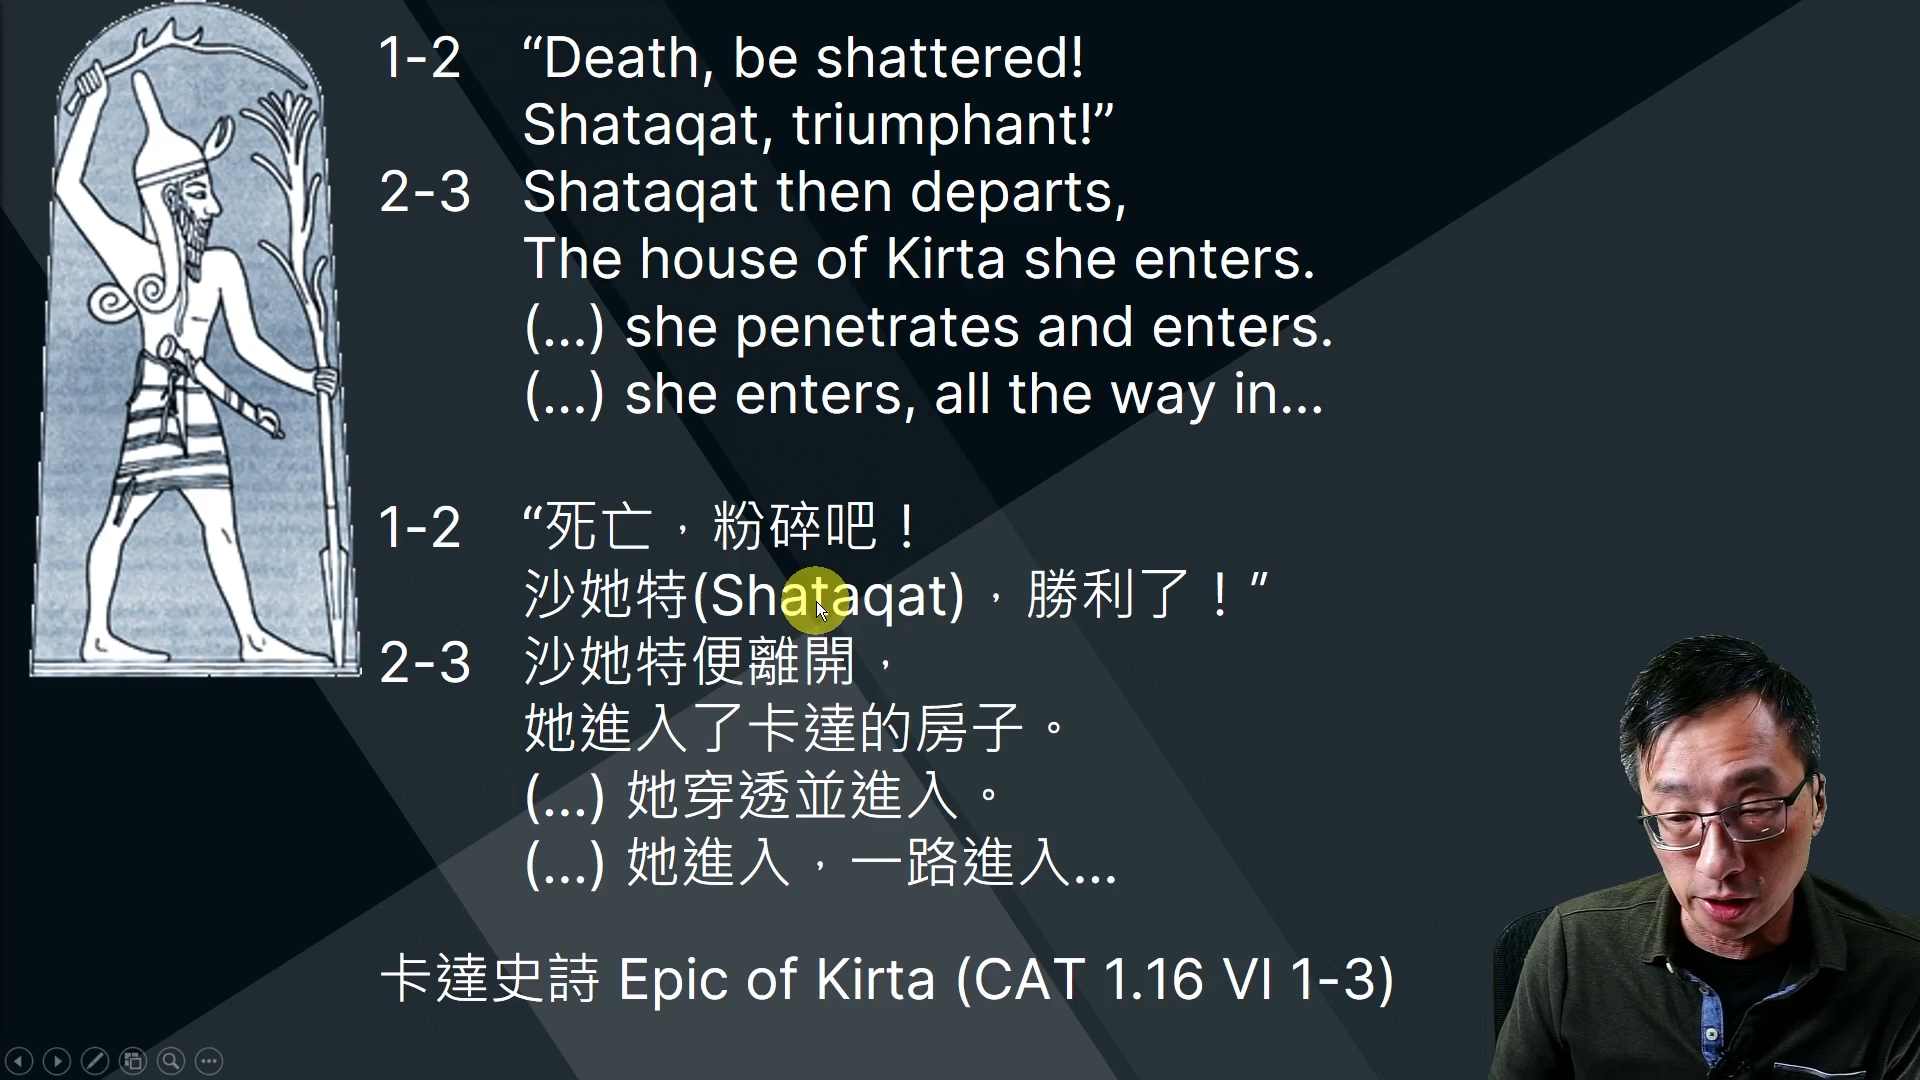 1-2 “Death, be shattered!
Shataqat, triumphant!”
2-3 Shataqat then departs,
The house of Kirta she enters.
(...) she penetrates and enters.
(...) she enters, all the way in...
1-2 “死亡，粉碎吧！
沙她特(Shataqat)，勝利了！”
2-3 沙她特便離開，
她進入了卡達的房子。
(...) 她穿透並進入。
(...) 她進入，一路進入...
卡達史詩 Epic of Kirta (CAT 1.16 VI 1-3)